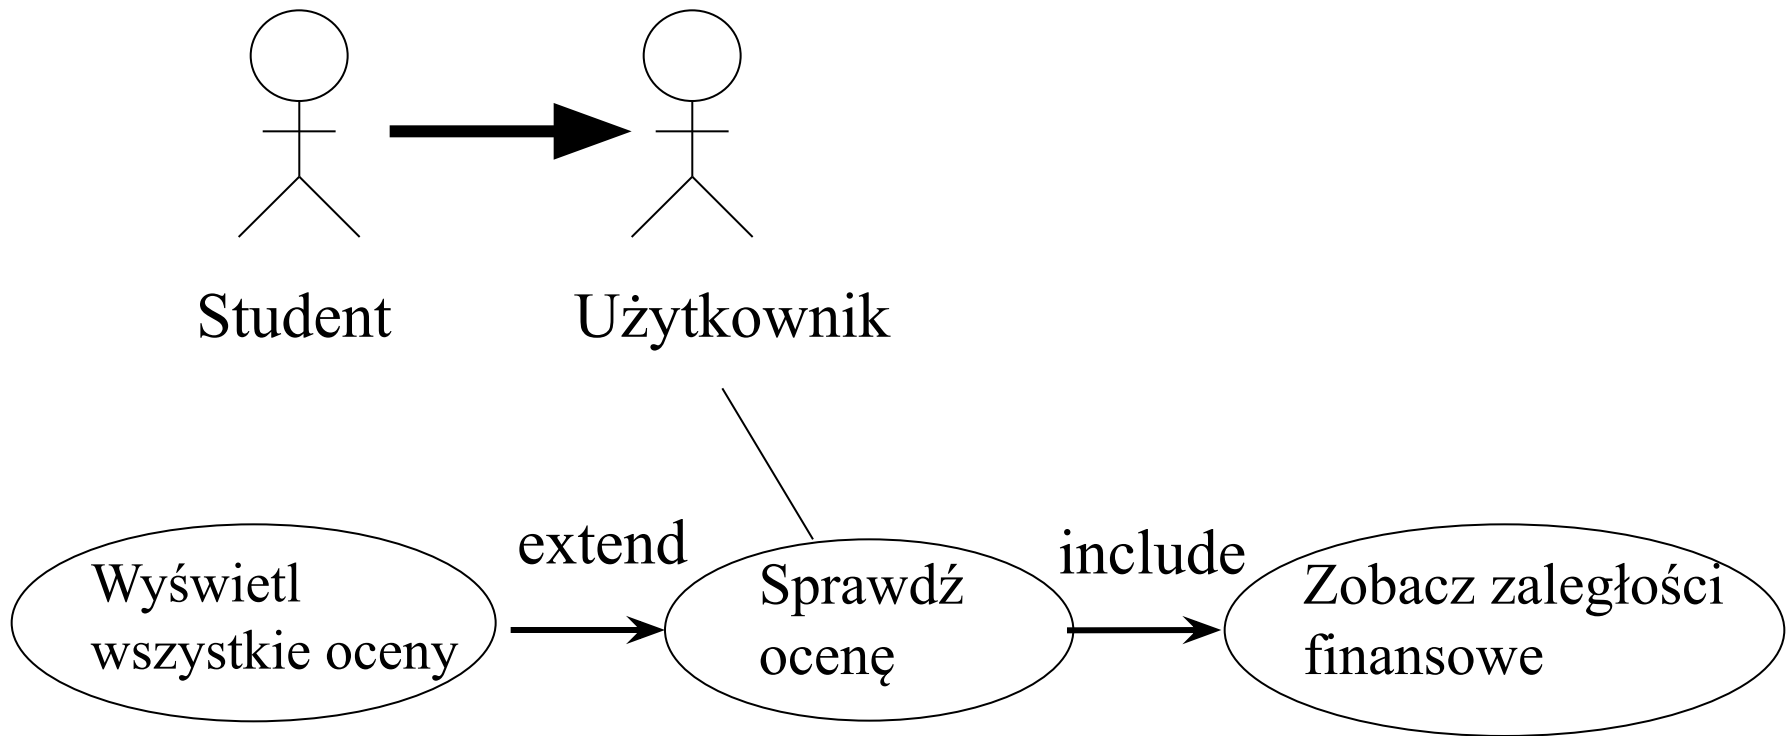 Student
Użytkownik
extend
include
Wyświetl
wszystkie oceny
Sprawdź
ocenę
Zobacz zaległości
finansowe